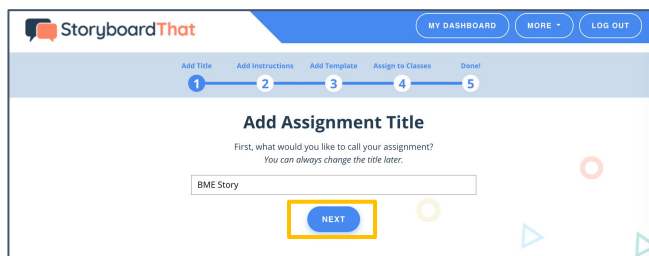 StoryboardThat
MY DASHBOARD MORE LOG OUT
Add Title Add Instructions Add Template Assign to Classes Done!
1 2 3 4 5
Add Assignment Title
First, what would you like to call your assignment?
You can always change the title later.
BME Story
NEXT